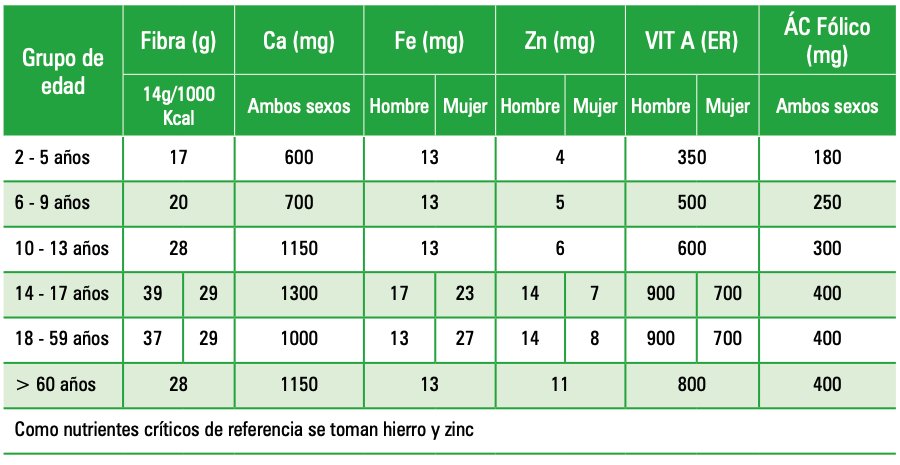 Grupo de edad Fibra (g) Ca (mg) Fe (mg) Zn (mg) VIT A (ER) ÁC Fólico (mg)
14g/1000 Kcal Ambos sexos Hombre Mujer Hombre Mujer Hombre Mujer Ambos sexos
2 - 5 años 17 600 13 4 350 180
6 - 9 años 20 700 13 5 500 250
10 - 13 años 28 1150 13 6 600 300
14 - 17 años 39 29 1300 17 23 14 7 900 700 400
18 - 59 años 37 29 1000 13 27 14 8 900 700 400
> 60 años 28 1150 13 11 800 400
Como nutrientes críticos de referencia se toman hierro y zinc